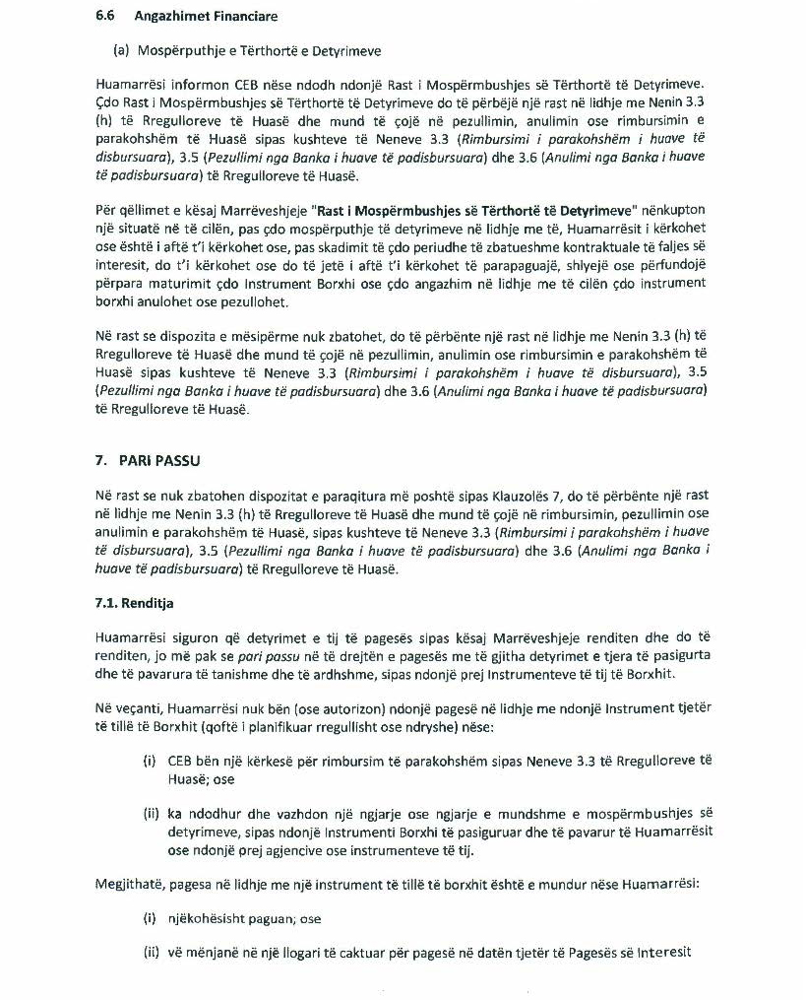 6.6 Angazhimet Financiare
(a) Mospërputhje e Tërthortë e Detyrimeve
Huamarrësi informon CEB nëse ndodh ndonjë Rast i Mospërmbushjes së Tërthortë të Detyrimeve.
Çdo Rast i Mospërmbushjes së Tërthortë të Detyrimeve do të përbëjë një rast në lidhje me Nenin 3.3
(h) të Rregulloreve të Huasë dhe mund të çojë në pezullimin, anulimin ose rimbursimin e
parakohshëm të Huasë sipas kushteve të Neneve 3.3 (Rimbursimi i parakohshëm i huave të
disbursuara), 3.5 (Pezullimi nga Banka i huave të padisbursuara) dhe 3.6 (Anulimi nga Banka i huave
të padisbursuara) të Rregulloreve të Huasë.
Për qëllimet e kësaj Marrëveshjeje "Rast i Mospërmbushjes së Tërthortë të Detyrimeve" nënkupton
një situatë në të cilën, pas çdo mospërputhje të detyrimeve në lidhje me të, Huamarrësit i kërkohet
ose është i aftë t'i kërkohet ose, pas skadimit të çdo periudhe të zbatueshme kontraktuale të faljes së
interesit, do t'i kërkohet ose do të jetë i aftë t'i kërkohet të parapaguajë, shlyejë ose përfundojë
përpara maturimit çdo Instrument Borxhi ose çdo angazhim në lidhje me të cilën çdo instrument
borxhi anulohet ose pezullohet.
Në rast se dispozita e mësipërme nuk zbatohet, do të përbënte një rast në lidhje me Nenin 3.3 (h) të
Rregulloreve të Huasë dhe mund të çojë në pezullimin, anulimin ose rimbursimin e parakohshëm të
Huasë sipas kushteve të Neneve 3.3 (Rimbursimi i parakohshëm i huave të disbursuara), 3.5
(Pezullimi nga Banka i huave të padisbursuara) dhe 3.6 (Anulimi nga Banka i huave të padisbursuara)
të Rregulloreve të Huasë.
7. PARI PASSU
Në rast se nuk zbatohen dispozitat e paraqitura më poshtë sipas Klauzolës 7, do të përbënte një rast
në lidhje me Nenin 3.3 (h) të Rregulloreve të Huasë dhe mund të çojë në rimbursimin, pezullimin ose
anulimin e parakohshëm të Huasë, sipas kushteve të Neneve 3.3 (Rimbursimi i parakohshëm i huave
të disbursuara), 3.5 (Pezullimi nga Banka i huave të padisbursuara) dhe 3.6 (Anulimi nga Banka i
huave të padisbursuara) të Rregulloreve të Huasë.
7.1. Renditja
Huamarrësi siguron që detyrimet e tij të pagesës sipas kësaj Marrëveshjeje renditen dhe do të
renditen, jo më pak se pari passu në të drejtën e pagesës me të gjitha detyrimet e tjera të pasigurta
dhe të pavarura të tanishme dhe të ardhshme, sipas ndonjë prej Instrumenteve të tij të Borxhit.
Në veçanti, Huamarrësi nuk bën (ose autorizon) ndonjë pagesë në lidhje me ndonjë Instrument tjetër
të tillë të Borxhit (qoftë i planifikuar rregullisht ose ndryshe) nëse:
(i) CEB bën një kërkesë për rimbursim të parakohshëm sipas Neneve 3.3 të Rregulloreve të
Huasë; ose
(ii) ka ndodhur dhe vazhdon një ngjarje ose ngjarje e mundshme e mospërmbushjes së
detyrimeve, sipas ndonjë Instrumenti Borxhi të pasiguruar dhe të pavarur të Huamarrësit
ose ndonjë prej agjencive ose instrumenteve të tij.
Megjithatë, pagesa në lidhje me një instrument të tillë të borxhit është e mundur nëse Huamarrësi:
(i) njëkohësisht paguan; ose
(ii) vë mënjanë në një llogari të caktuar për pagesë në datën tjetër të Pagesës së Interesit